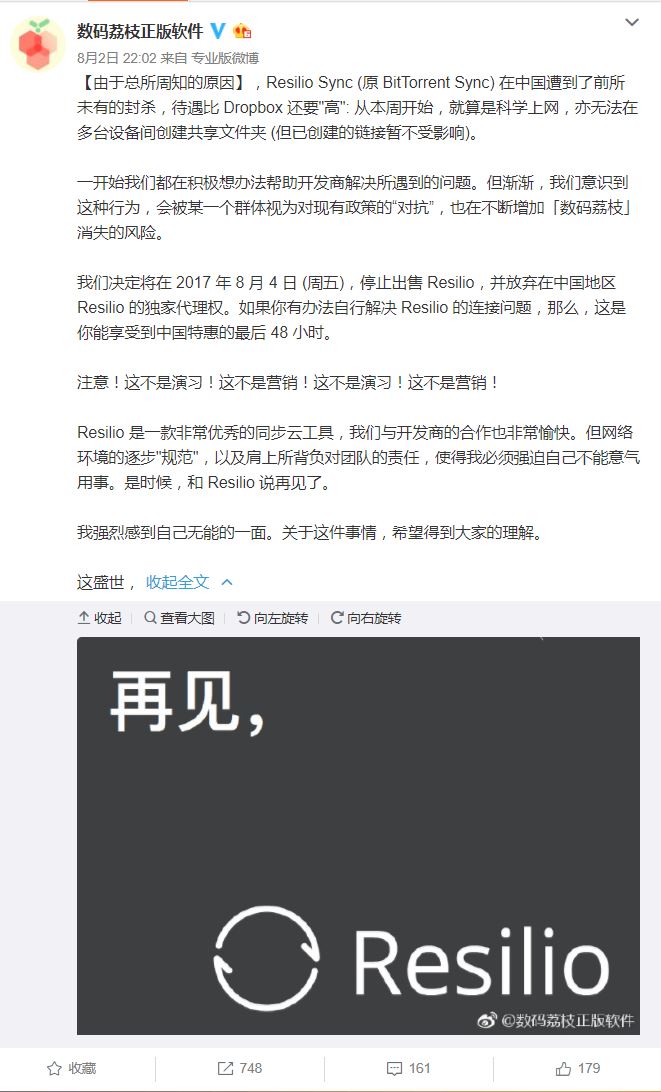 数码荔枝正版软件
8月2日 22:02 来自 专业版微博
【由于总所周知的原因】，Resilio Sync (原 BitTorrent Sync) 在中国遭到了前所
未有的封杀，待遇比 Dropbox 还要"高": 从本周开始，就算是科学上网，亦无法在
多台设备间创建共享文件夹 (但已创建的链接暂不受影响)。
一开始我们都在积极想办法帮助开发商解决所遇到的问题。但渐渐，我们意识到
这种行为，会被某一个群体视为对现有政策的“对抗”，也在不断增加「数码荔枝」
消失的风险。
我们决定将在 2017 年 8 月 4 日 (周五)，停止出售 Resilio，并放弃在中国地区
Resilio 的独家代理权。如果你有办法自行解决 Resilio 的连接问题，那么，这是
你能享受到中国特惠的最后 48 小时。
注意！这不是演习！这不是营销！这不是演习！这不是营销！
Resilio 是一款非常优秀的同步云工具，我们与开发商的合作也非常愉快。但网络
环境的逐步"规范"，以及肩上所背负对团队的责任，使得我必须强迫自己不能意气
用事。是时候，和 Resilio 说再见了。
我强烈感到自己无能的一面。关于这件事情，希望得到大家的理解。
这盛世， 收起全文
收起 查看大图 向左旋转 向右旋转
再见，
Resilio
@数码荔枝正版软件
收藏 748 161 179